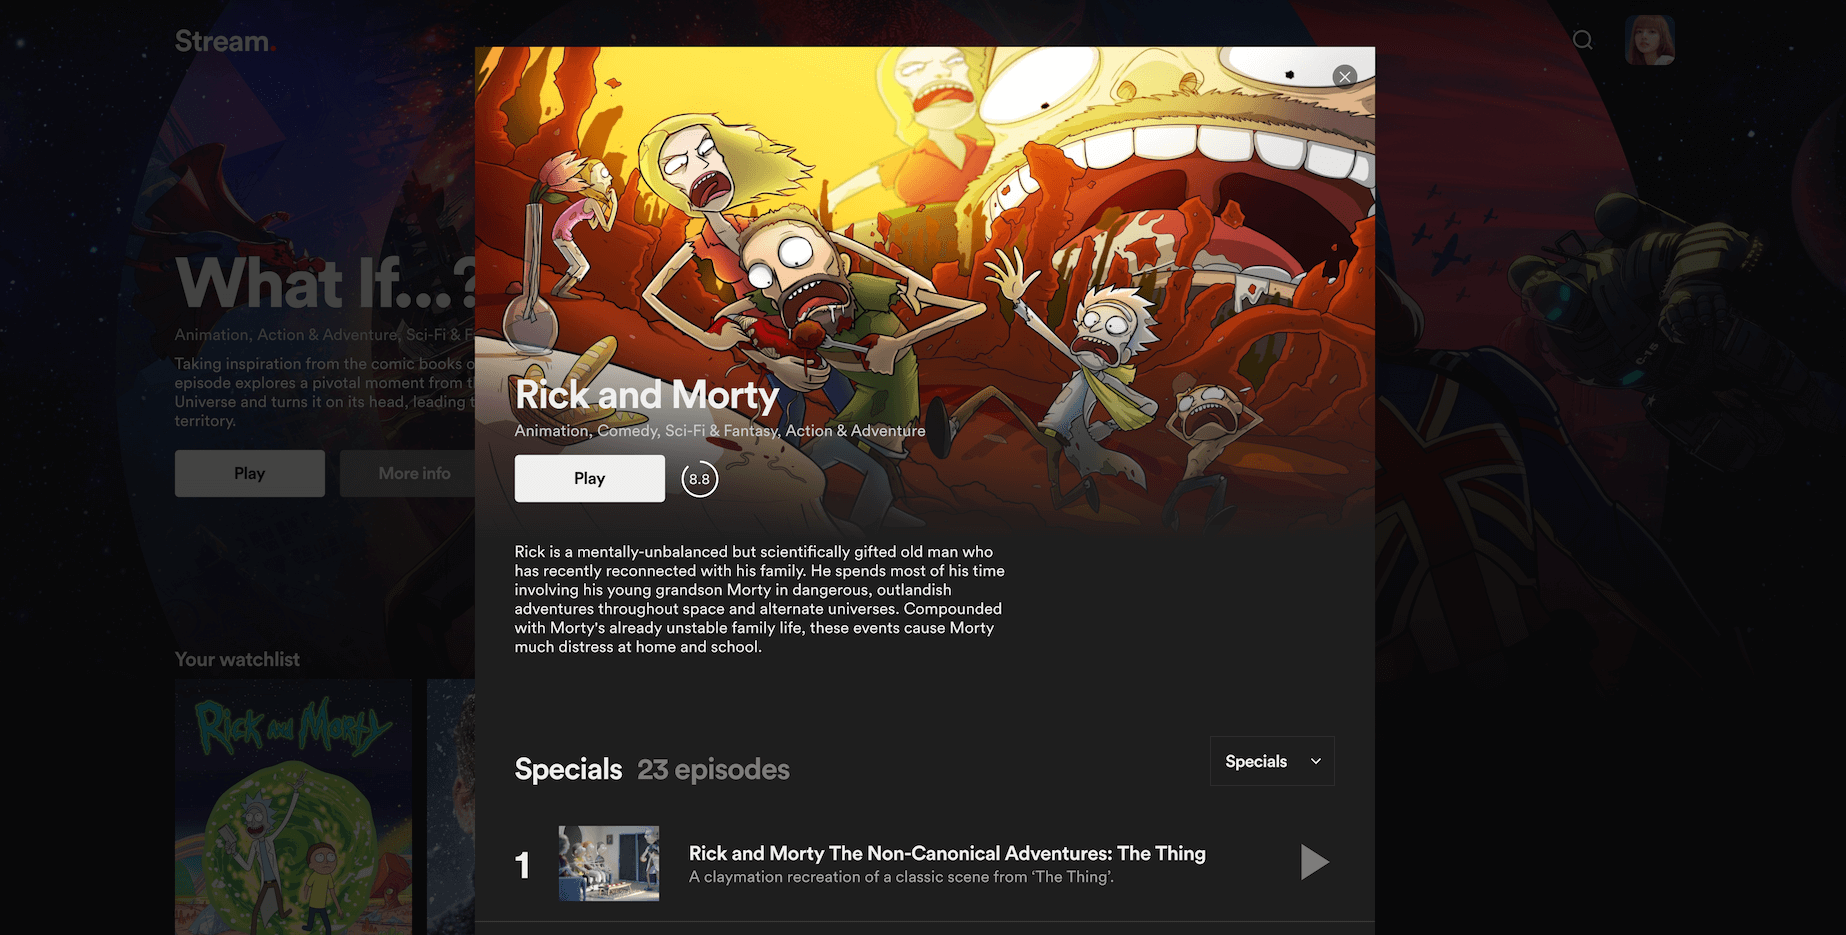 Stream.
What If...?
Animation, Action & Adventure, Sci-Fi & F
Taking inspiration from the comic books o
episode explores a pivotal moment from t
Universe and turns it on its head, leading
territory.
Play
More info
Your watchlist
Rick and Morty
Rick and Morty
Animation, Comedy, Sci-Fi & Fantasy, Action & Adventure
Play
8.8
Rick is a mentally-unbalanced but scientifically gifted old man who
has recently reconnected with his family. He spends most of his time
involving his young grandson Morty in dangerous, outlandish
adventures throughout space and alternate universes. Compounded
with Morty's already unstable family life, these events cause Morty
much distress at home and school.
Specials 23 episodes
Specials
1
Rick and Morty The Non-Canonical Adventures: The Thing
A claymation recreation of a classic scene from ‘The Thing’.